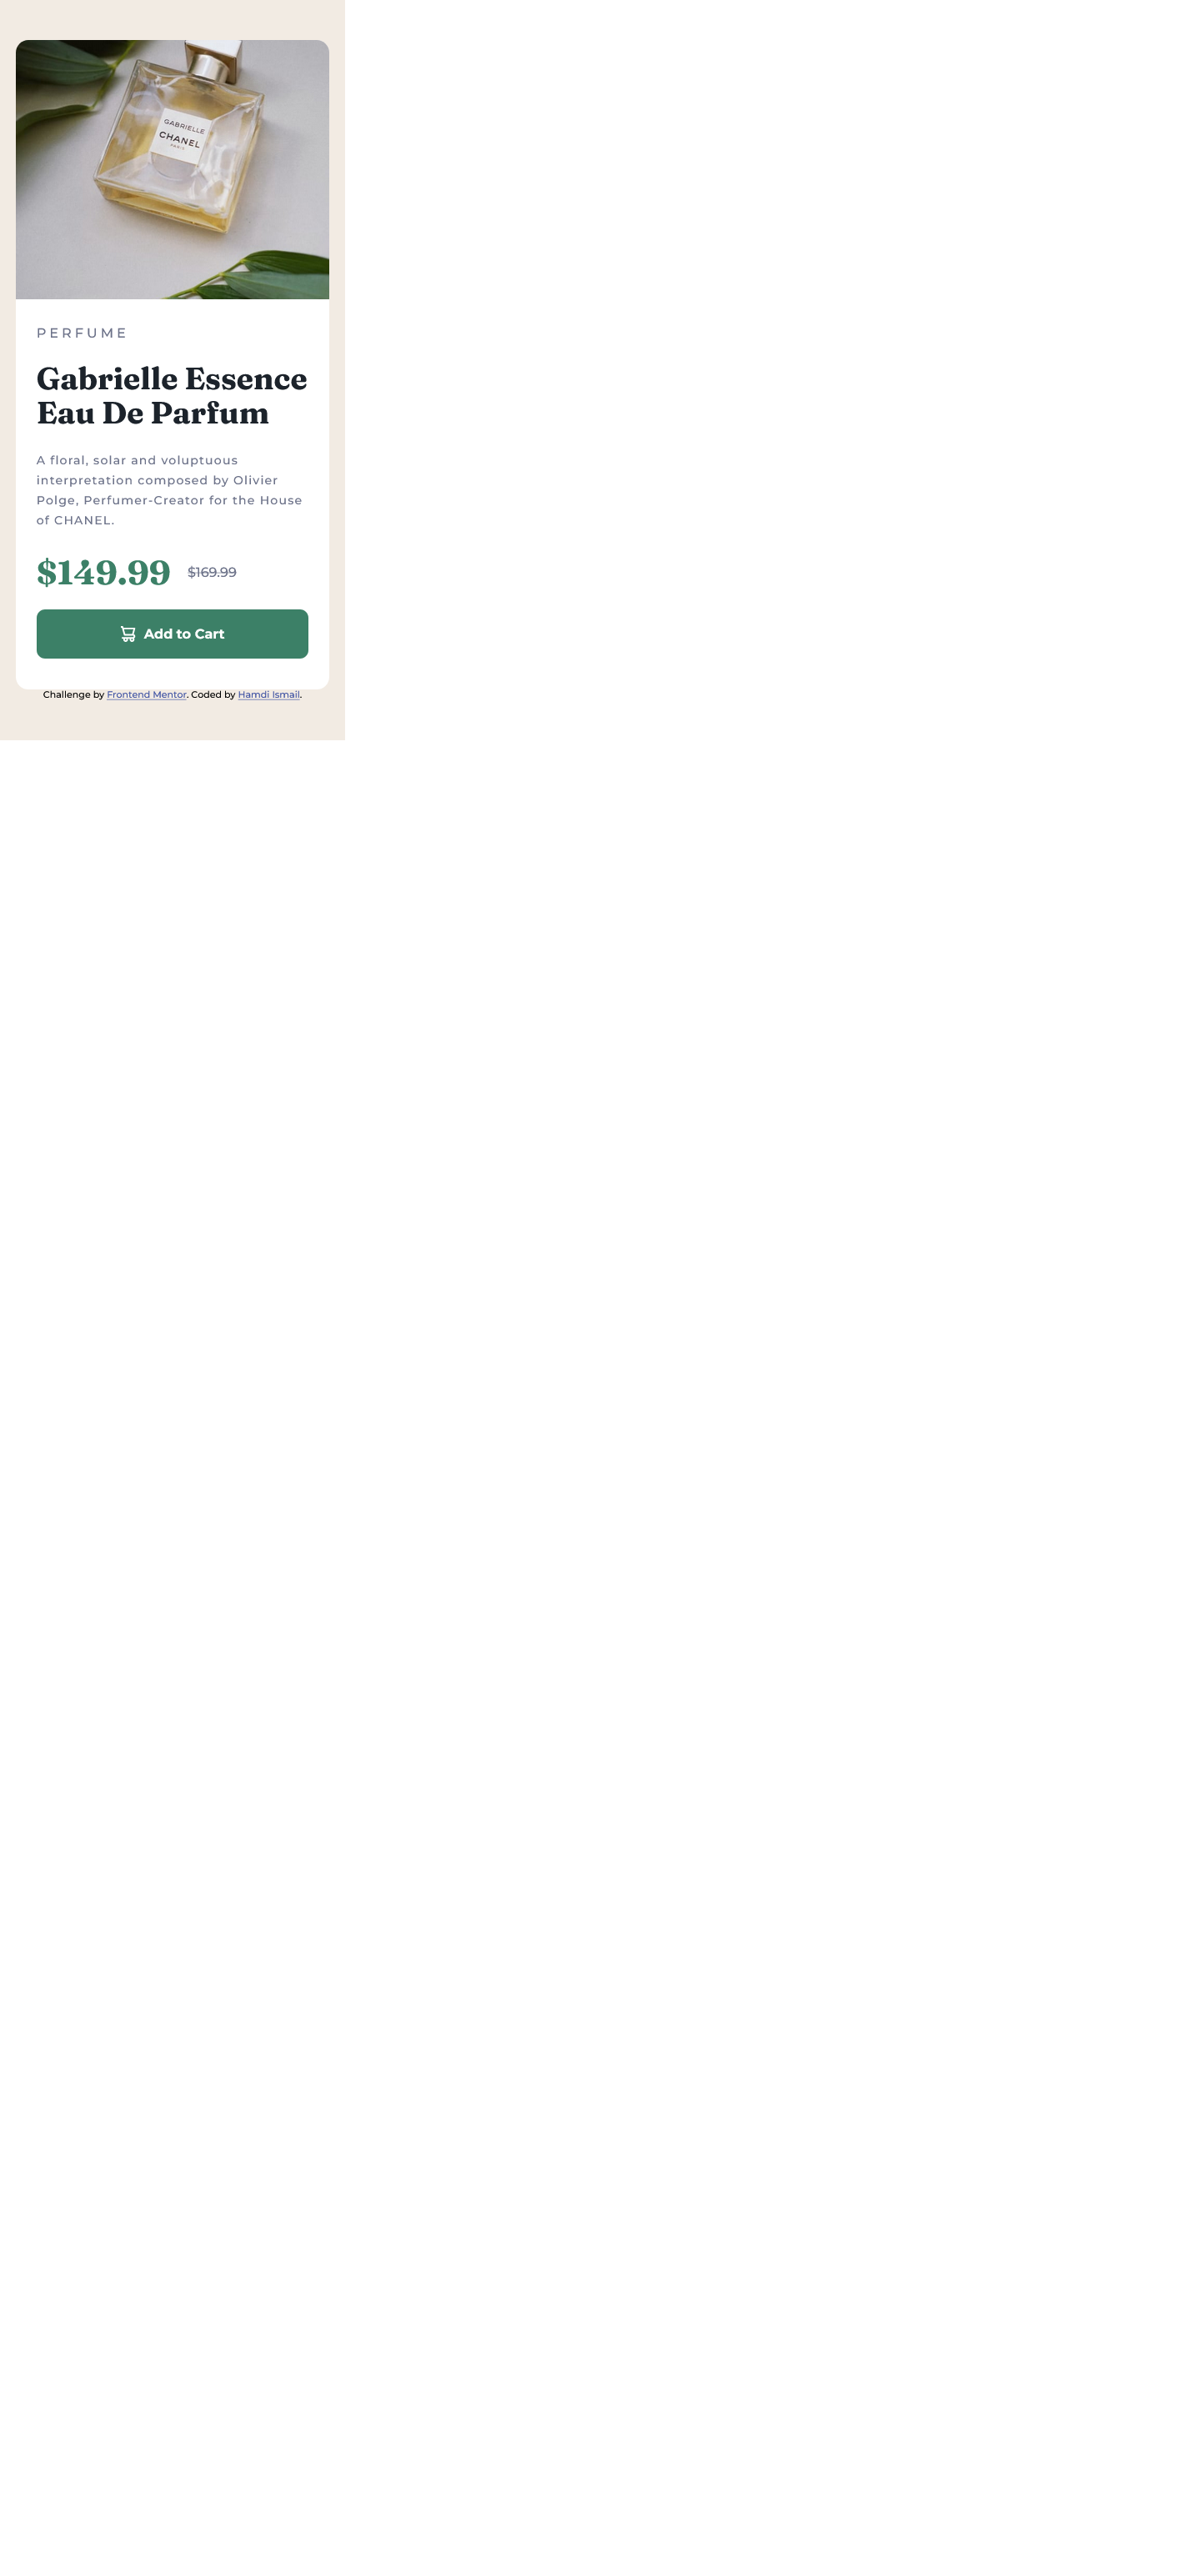 GABRIELLE
CHANEL
PARIS
PERFUME
Gabrielle Essence
Eau De Parfum
A floral, solar and voluptuous
interpretation composed by Olivier
Polge, Perfumer-Creator for the House
of CHANEL.
$149.99 $169.99
Add to Cart
Challenge by Frontend Mentor. Coded by Hamdi Ismail.